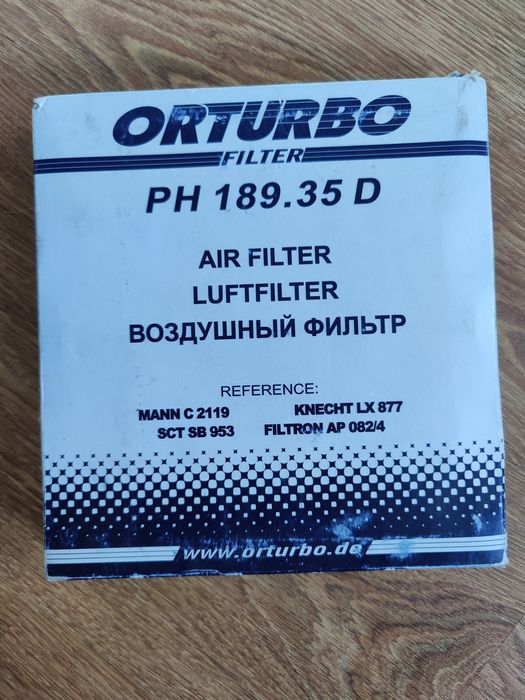 ORTURBO
FILTER
PH 189.35 D
AIR FILTER
LUFTFILTER
ВОЗДУШНЫЙ ФИЛЬТР
REFERENCE:
MANN C 2119 KNECHT LX 877
SCT SB 953 FILTRON AP 082/4
www.orturbo.de